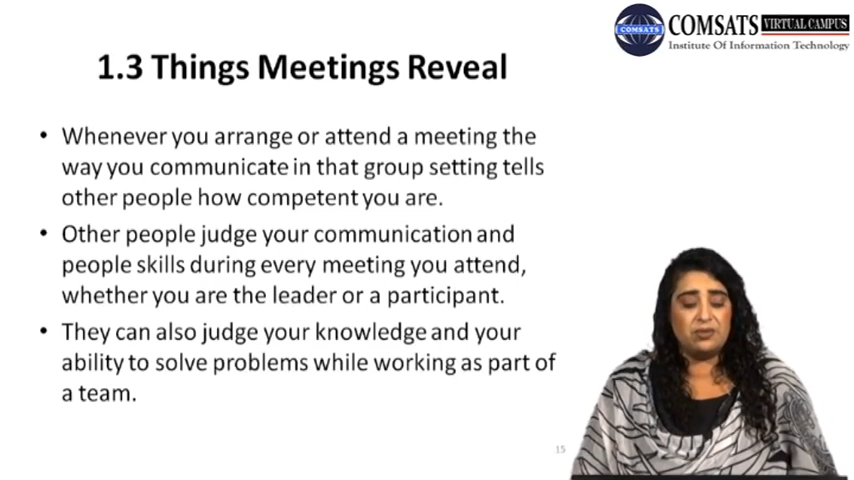 COMSATS VIRTUAL CAMPUS
Institute Of Information Technology
COMSATS
1.3 Things Meetings Reveal
• Whenever you arrange or attend a meeting the
way you communicate in that group setting tells
other people how competent you are.
• Other people judge your communication and
people skills during every meeting you attend,
whether you are the leader or a participant.
• They can also judge your knowledge and your
ability to solve problems while working as part of
a team.
15